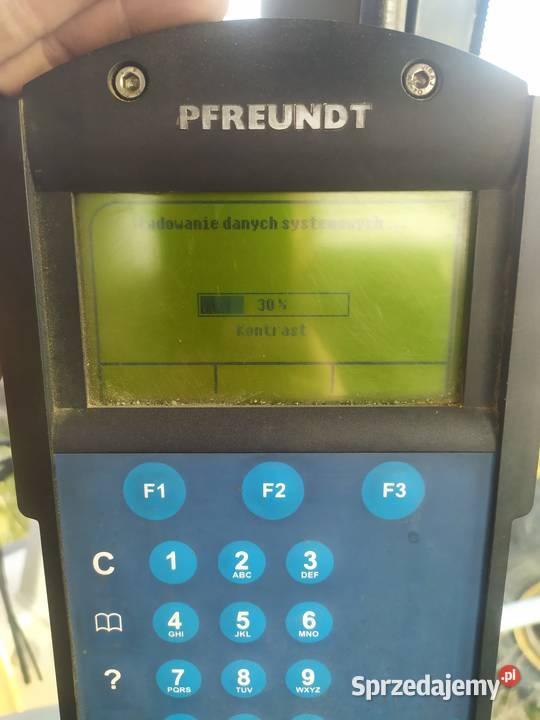 PFREUNDT
Ładowanie danych systemowych ...
30 %
Kontrast
F1 F2 F3
C 1 2 ABC 3 DEF
4 GHI 5 JKL 6 MNO
? 7 PQRS 8 TUV 9 WXYZ
Sprzedajemy.pl